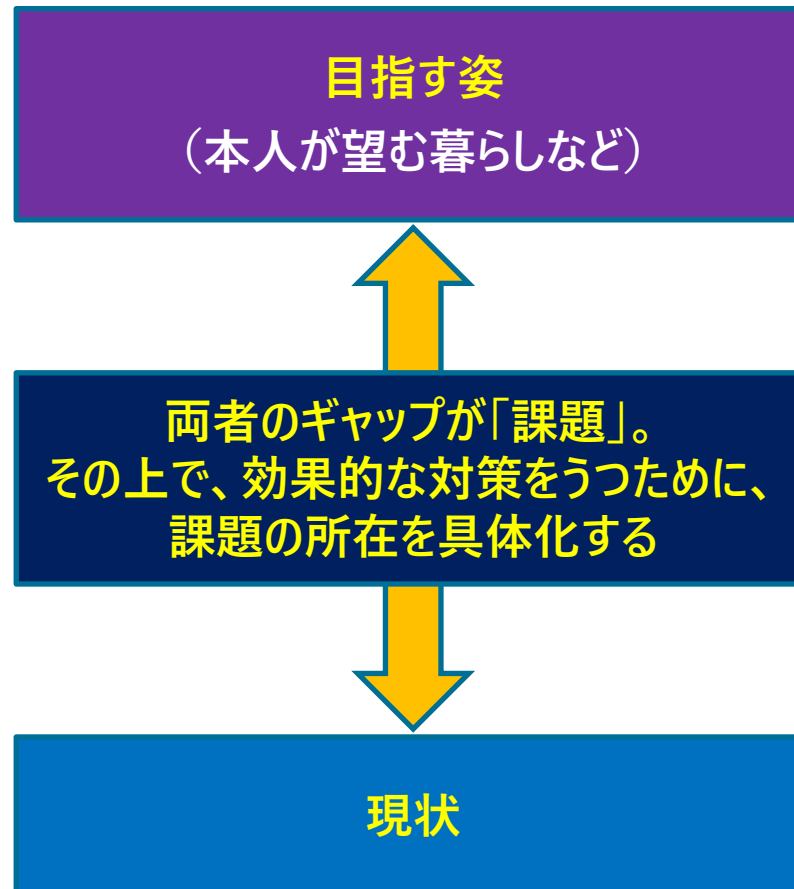 目指す姿
（本人が望む暮らしなど）
両者のギャップが「課題」。
その上で、効果的な対策をうつために、
課題の所在を具体化する
現状